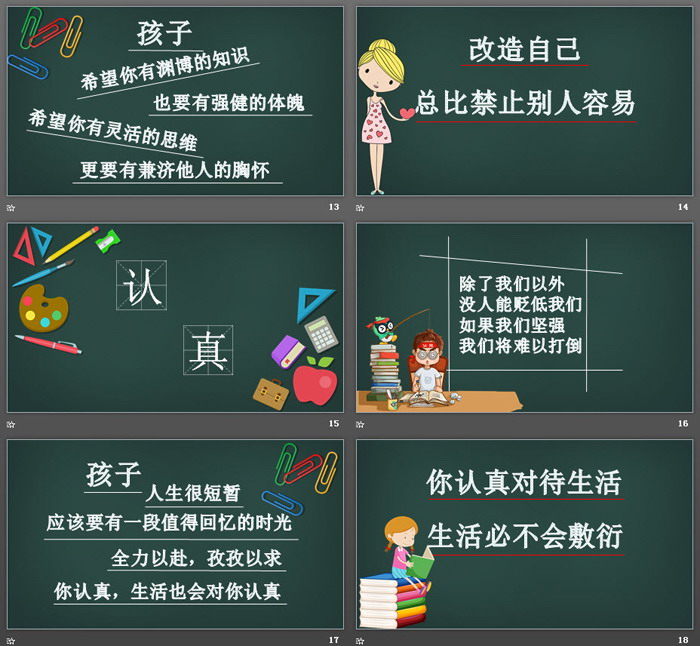 孩子
希望你有渊博的知识
也要有强健的体魄
希望你有灵活的思维
更要有兼济他人的胸怀
13
改造自己
总比禁止别人容易
14
认
真
15
除了我们以外
没人能贬低我们
如果我们坚强
我们将难以打倒
16
孩子
人生很短暂
应该要有一段值得回忆的时光
全力以赴，孜孜以求
你认真，生活也会对你认真
17
你认真对待生活
生活必不会敷衍
18